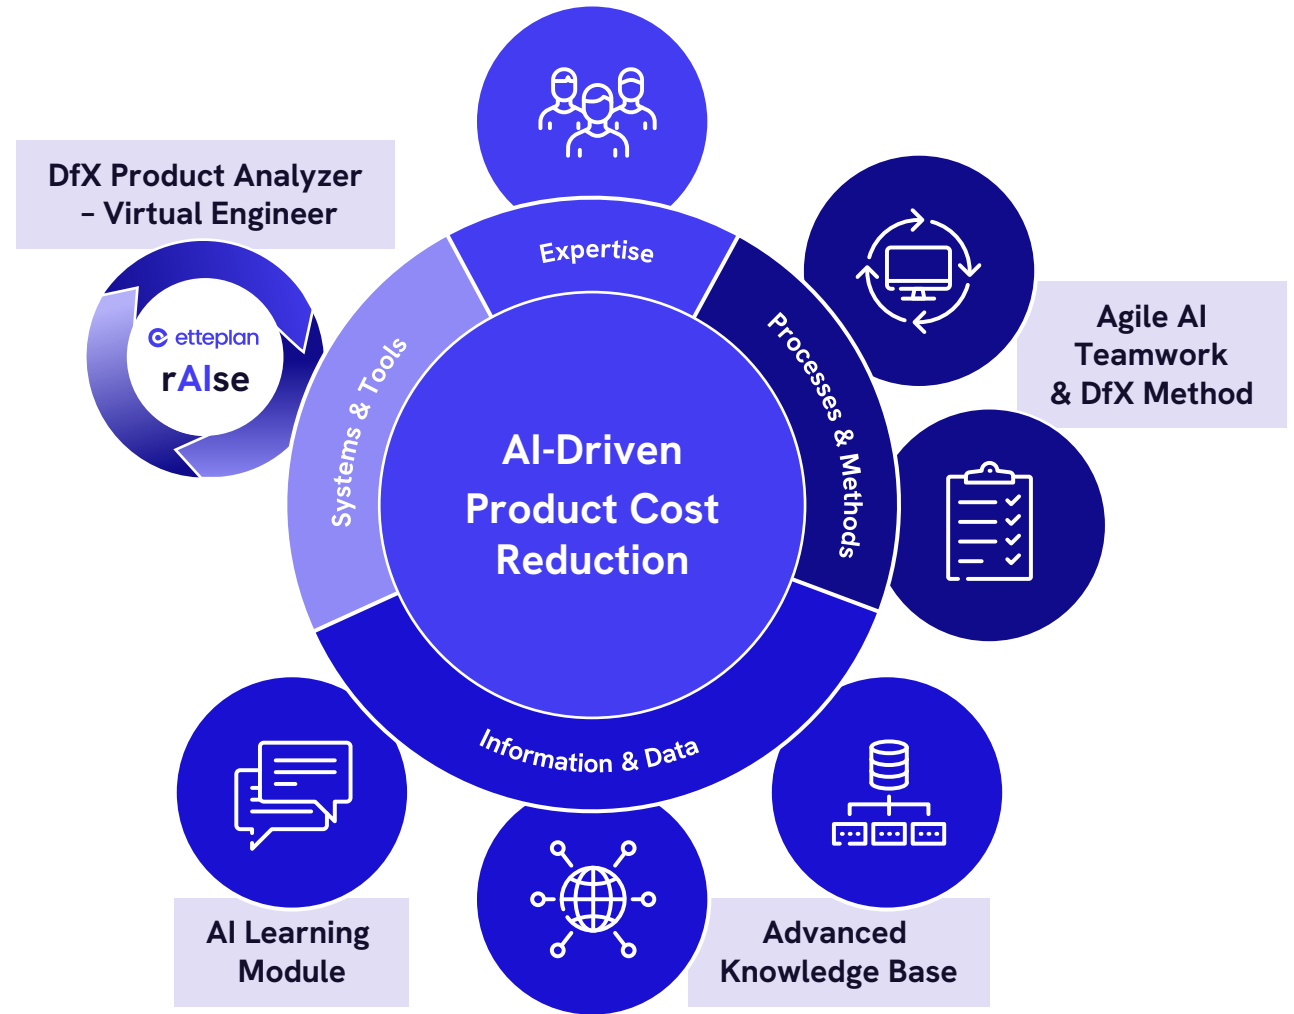 DfX Product Analyzer
– Virtual Engineer
etteplan
rAIse
Expertise
Systems & Tools
Processes & Methods
Agile AI
Teamwork
& DfX Method
AI-Driven
Product Cost
Reduction
Information & Data
AI Learning
Module
Advanced
Knowledge Base